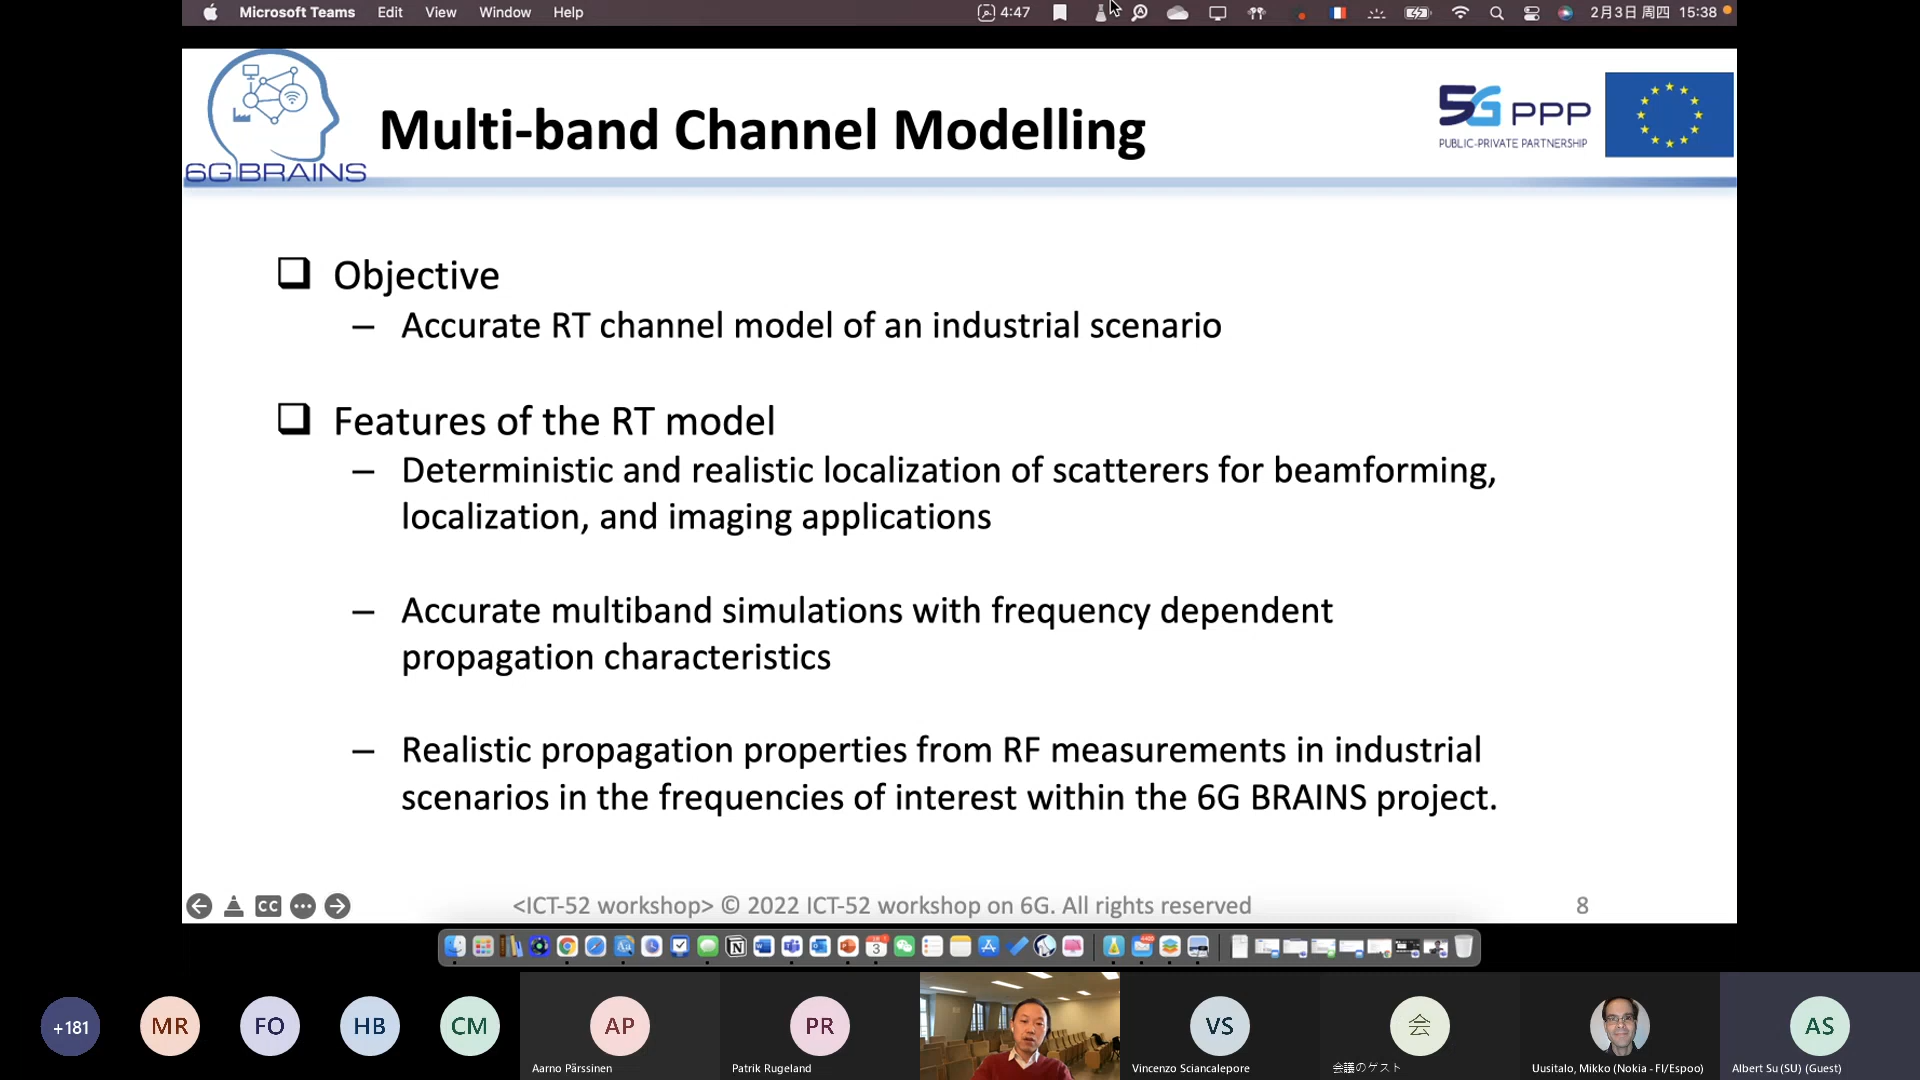 Microsoft Teams Edit View Window Help 4:47 2月3日 周四 15:38
6G BRAINS
Multi-band Channel Modelling
5G PPP
PUBLIC-PRIVATE PARTNERSHIP
Objective
– Accurate RT channel model of an industrial scenario
Features of the RT model
– Deterministic and realistic localization of scatterers for beamforming,
localization, and imaging applications
– Accurate multiband simulations with frequency dependent
propagation characteristics
– Realistic propagation properties from RF measurements in industrial
scenarios in the frequencies of interest within the 6G BRAINS project.
CC
<ICT-52 workshop> © 2022 ICT-52 workshop on 6G. All rights reserved
8
+181 MR FO HB CM AP PR VS 会 AS
Aarno Pärssinen Patrik Rugeland Vincenzo Sciancalepore 会議のゲスト Uusitalo, Mikko (Nokia - FI/Espoo) Albert Su (SU) (Guest)